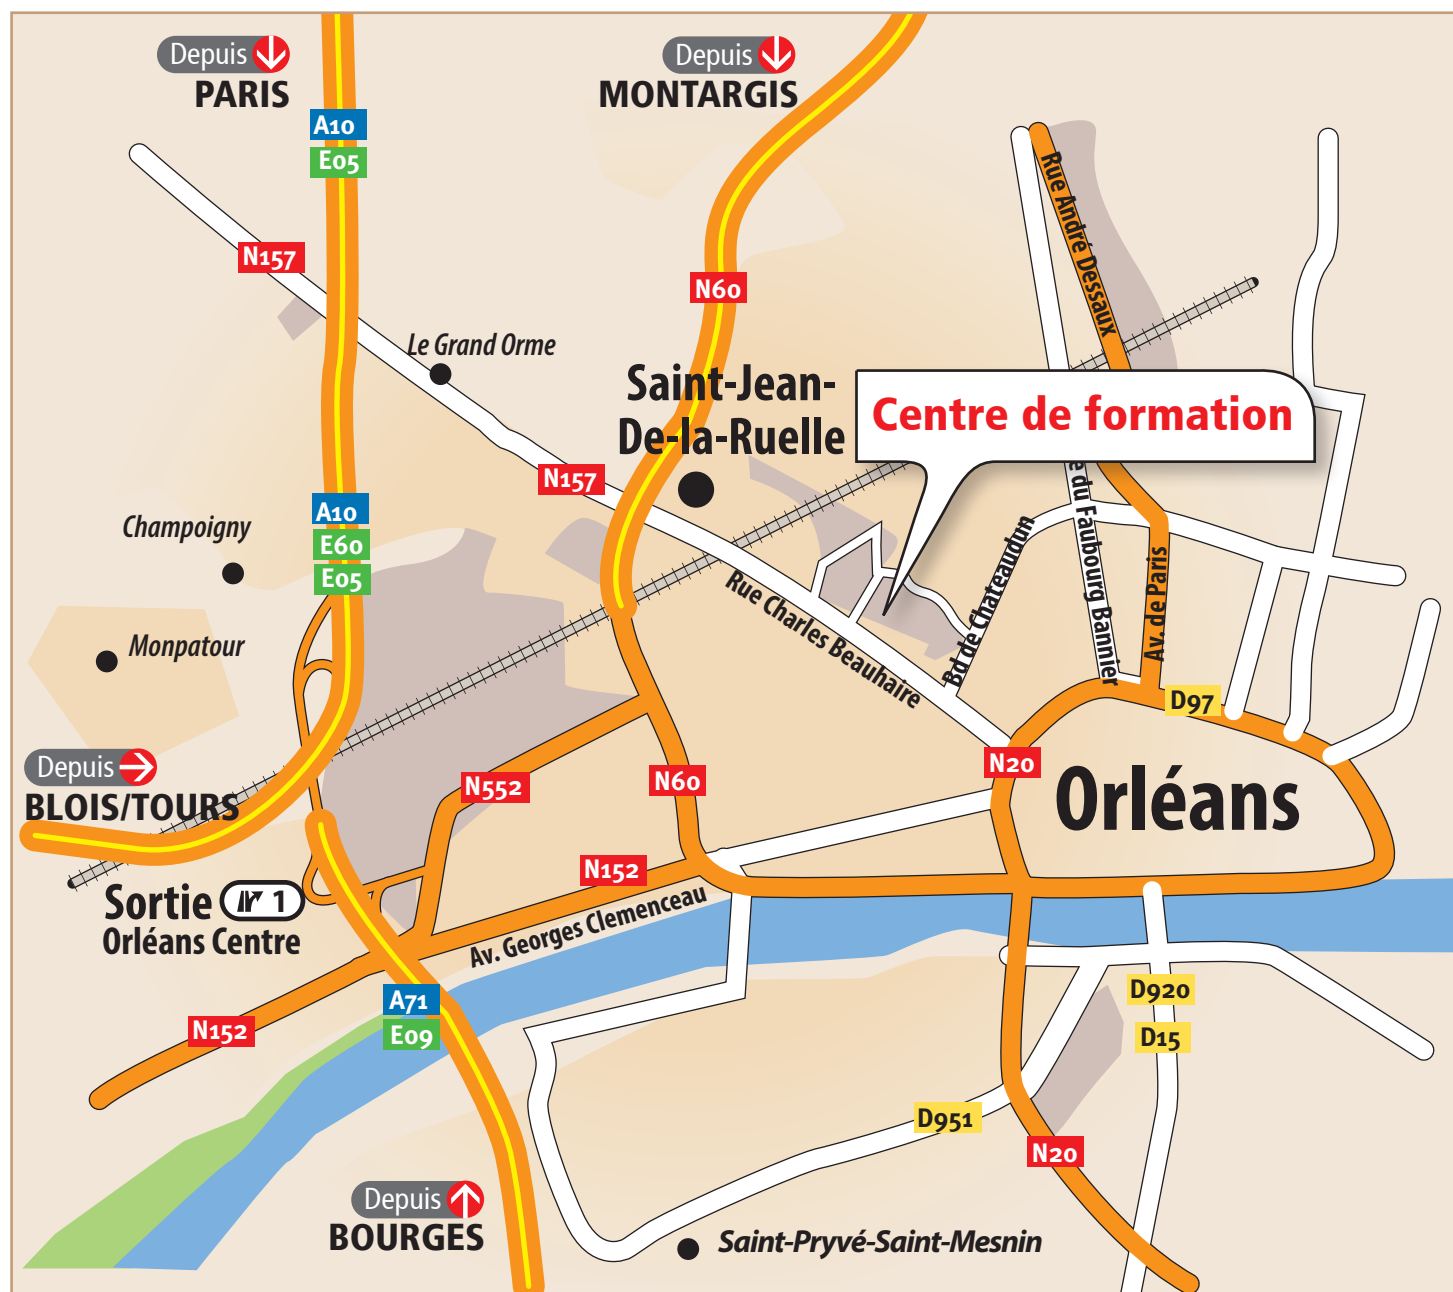 Depuis
PARIS
Depuis
MONTARGIS
A10
E05
Rue André Dessaux
N157
N60
Le Grand Orme
Saint-Jean-
De-la-Ruelle
Centre de formation
N157
A10
E60
E05
Champoigny
Monpatour
Rue Charles Beauhaire
Bd de Chateaudun
e du Faubourg Bannier
Av. de Paris
D97
Depuis
BLOIS/TOURS
N552
N60
N20
Orléans
N152
Sortie 1
Orléans Centre
Av. Georges Clemenceau
A71
E09
N152
D920
D15
D951
N20
Depuis
BOURGES
Saint-Pryvé-Saint-Mesnin